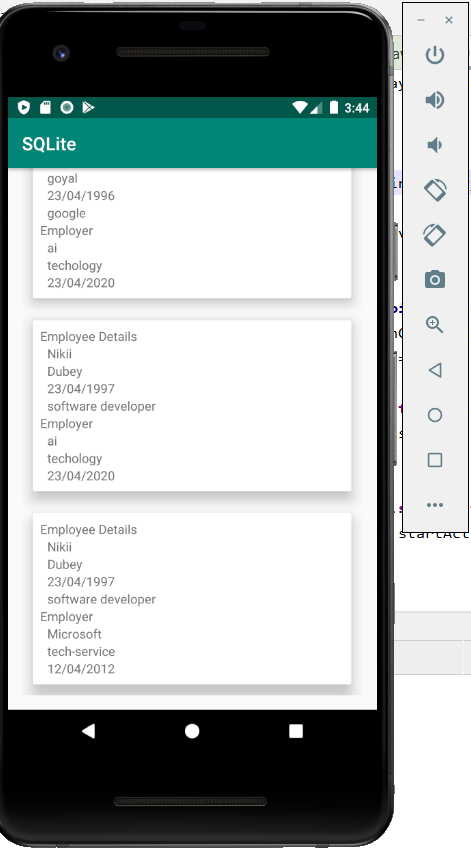 3:44
SQLite
goyal
23/04/1996
google
Employer
ai
techology
23/04/2020
Employee Details
Nikii
Dubey
23/04/1997
software developer
Employer
ai
techology
23/04/2020
Employee Details
Nikii
Dubey
23/04/1997
software developer
Employer
Microsoft
tech-service
12/04/2012
startAct